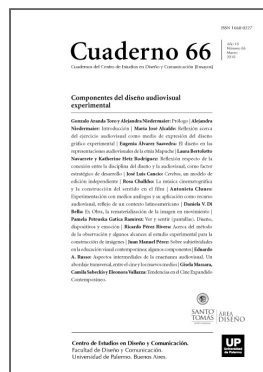 ISSN 1668-0227
Año 18
Número 66
Marzo
2018
Cuaderno 66
Cuadernos del Centro de Estudios en Diseño y Comunicación [Ensayos]
Componentes del diseño audiovisual
experimental
Gonzalo Aranda Toro y Alejandra Niedermaier: Prólogo | Alejandra
Niedermaier: Introducción | María José Alcalde: Reflexión acerca
del ejercicio audiovisual como medio de expresión del diseño
gráfico experimental | Eugenia Álvarez Saavedra: El diseño en las
representaciones audiovisuales de la etnia Mapuche | Laura Bertolotto
Navarrete y Katherine Hetz Rodríguez: Reflexión respecto de la
conexión entre la disciplina del diseño y la audiovisual, como factor
estratégico de desarrollo | José Luis Cancio: Cerebus, un modelo de
edición independiente | Rosa Chalkho: La música cinematográfica
y la construcción del sentido en el film | Antonieta Clunes:
Experimentación con medios análogos y su aplicación como recurso
audiovisual, reflejo de un contexto latinoamericano | Daniela V. Di
Bella: Ex Obra, la rematerialización de la imagen en movimiento |
Pamela Petruska Gatica Ramírez: Ver y sentir (pantallas). Diseño,
dispositivos y emoción | Ricardo Pérez Rivera: Acerca del método
de la observación y algunos alcances al estudio experimental para la
construcción de imágenes | Juan Manuel Pérez: Sobre subjetividades
en la educación visual contemporánea: algunos componentes | Eduardo
A. Russo: Aspectos intermediales de la enseñanza audiovisual. Un
abordaje transversal, entre el cine y los nuevos medios | Gisela Massara,
Camila Sabeckis y Eleonora Vallazza: Tendencias en el Cine Expandido
Contemporáneo.
SANTO
TOMÁS
ÁREA
DISEÑO
Centro de Estudios en Diseño y Comunicación.
Facultad de Diseño y Comunicación.
Universidad de Palermo. Buenos Aires.
UP
Universidad
de Palermo